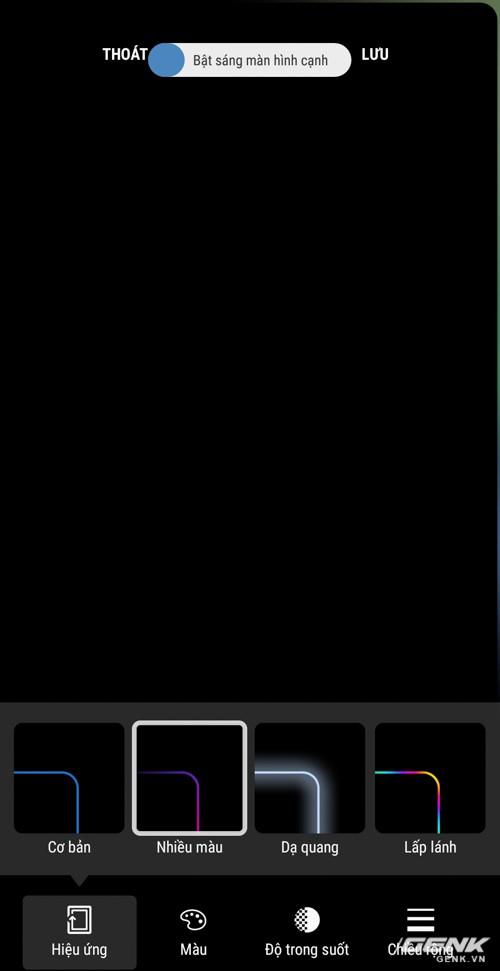 THOÁT
Bật sáng màn hình cạnh
LƯU
Cơ bản
Nhiều màu
Dạ quang
Lấp lánh
Hiệu ứng
Màu
Độ trong suốt
Chiều rộng
GENK
GENK.VN